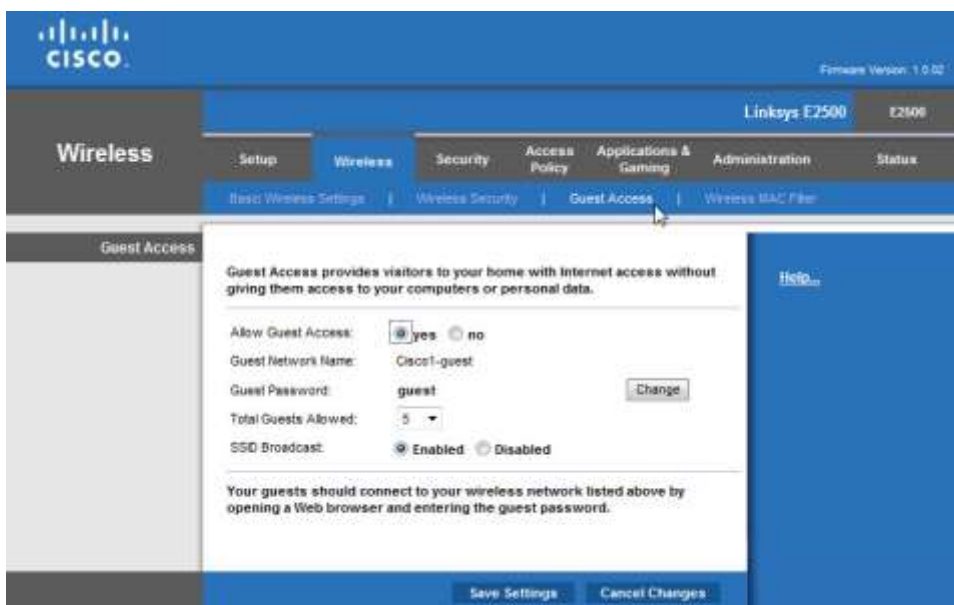 CISCO
Firmware Version: 1.0.02
Linksys E2500 E2500
Wireless
Setup Wireless Security Access Policy Applications & Gaming Administration Status
Basic Wireless Settings | Wireless Security | Guest Access | Wireless MAC Filter
Guest Access
Guest Access provides visitors to your home with Internet access without
giving them access to your computers or personal data.
Help...
Allow Guest Access: yes no
Guest Network Name: Cisco1-guest
Guest Password: guest Change
Total Guests Allowed: 5
SSID Broadcast: Enabled Disabled
Your guests should connect to your wireless network listed above by
opening a Web browser and entering the guest password.
Save Settings Cancel Changes